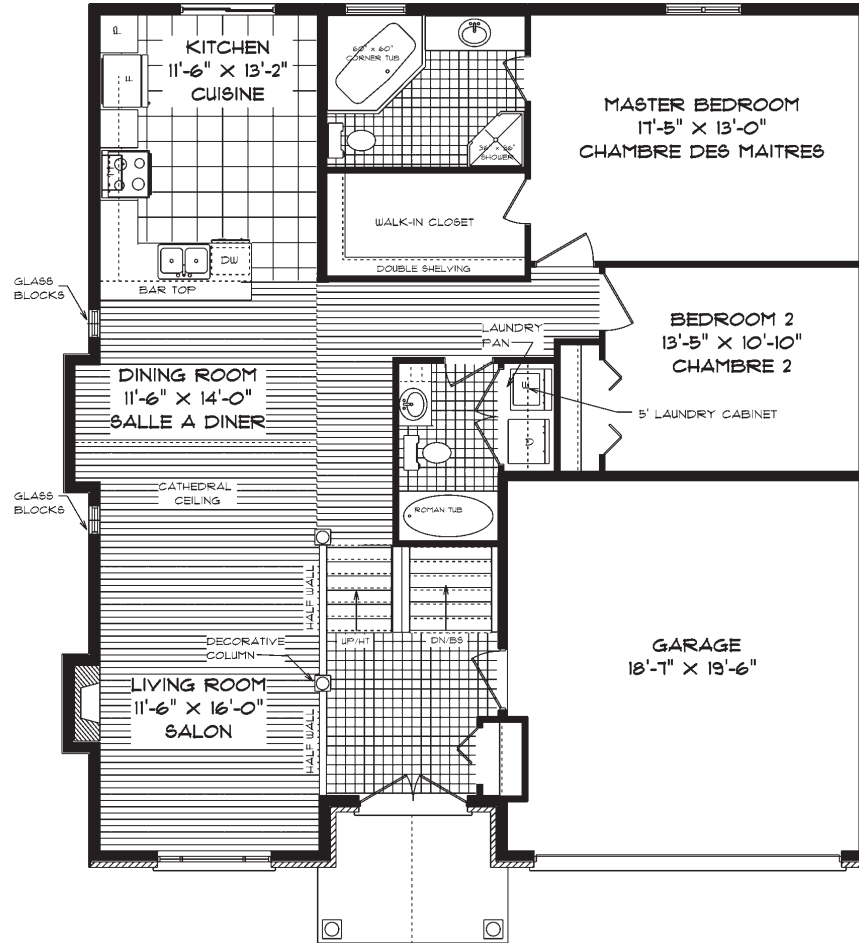 P
F
KITCHEN
11'-6" X 13'-2"
CUISINE
60" x 60"
CORNER TUB
36" x 36"
SHOWER
MASTER BEDROOM
17'-5" X 13'-0"
CHAMBRE DES MAITRES
WALK-IN CLOSET
DOUBLE SHELVING
DW
BAR TOP
GLASS
BLOCKS
LAUNDRY
PAN
BEDROOM 2
13'-5" X 10'-10"
CHAMBRE 2
DINING ROOM
11'-6" X 14'-0"
SALLE A DINER
W
D
5' LAUNDRY CABINET
CATHEDRAL
CEILING
GLASS
BLOCKS
ROMAN TUB
HALF WALL
UP/HT
DN/BS
DECORATIVE
COLUMN
GARAGE
18'-7" X 19'-6"
LIVING ROOM
11'-6" X 16'-0"
SALON
HALF WALL